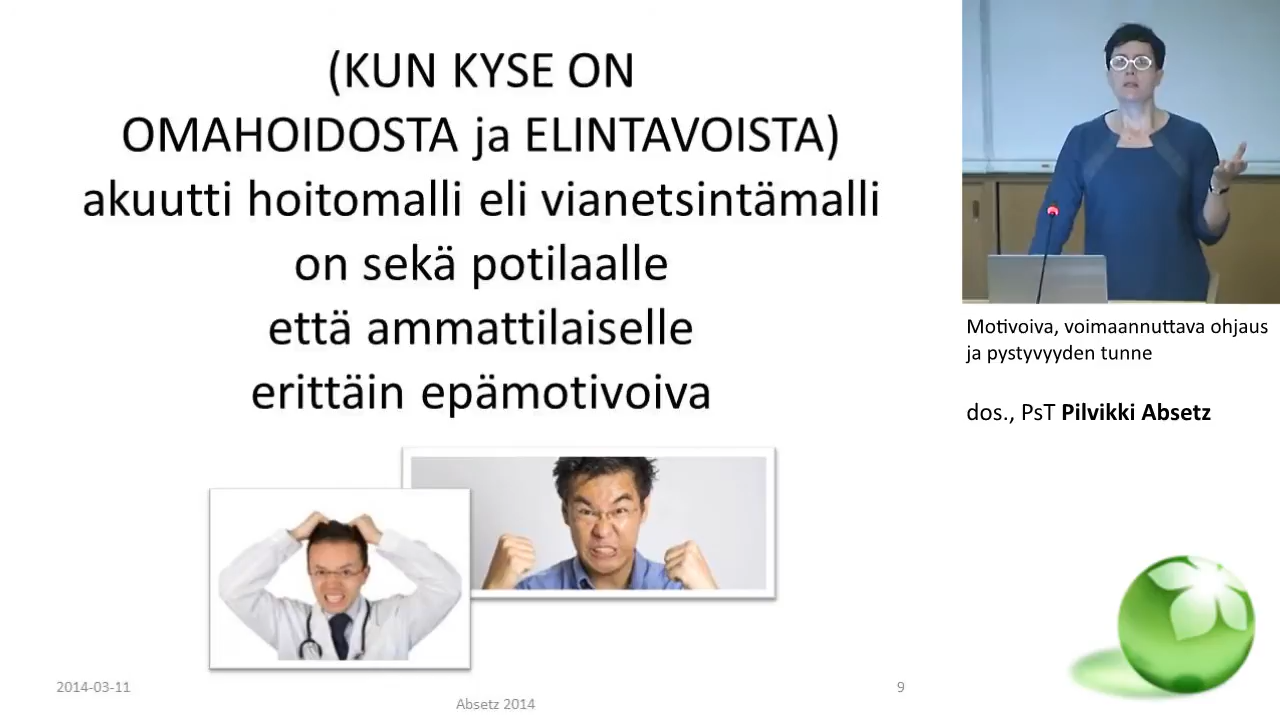 (KUN KYSE ON
OMAHOIDOSTA ja ELINTAVOISTA)
akuutti hoitomalli eli vianetsintämalli
on sekä potilaalle
että ammattilaiselle
erittäin epämotivoiva
2014-03-11
Absetz 2014
9
Motivoiva, voimaannuttava ohjaus
ja pystyvyyden tunne
dos., PsT Pilvikki Absetz